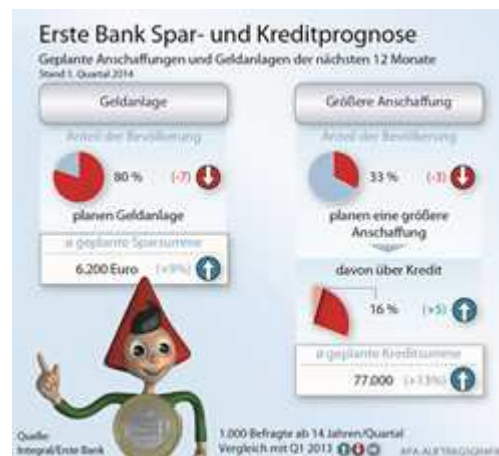 Erste Bank Spar- und Kreditprognose
Geplante Anschaffungen und Geldanlagen der nächsten 12 Monate
Stand 1. Quartal 2014
Geldanlage
Anteil der Bevölkerung
80 % (-7)
planen Geldanlage
ø geplante Sparsumme
6.200 Euro (+9%)
Größere Anschaffung
Anteil der Bevölkerung
33 % (-3)
planen eine größere
Anschaffung
davon über Kredit
16 % (+5)
ø geplante Kreditsumme
77.000 (+13%)
Quelle:
Integral/Erste Bank
1.000 Befragte ab 14 Jahren/Quartal
Vergleich mit Q1 2013
APA-AUFTRAGSGRAFIK